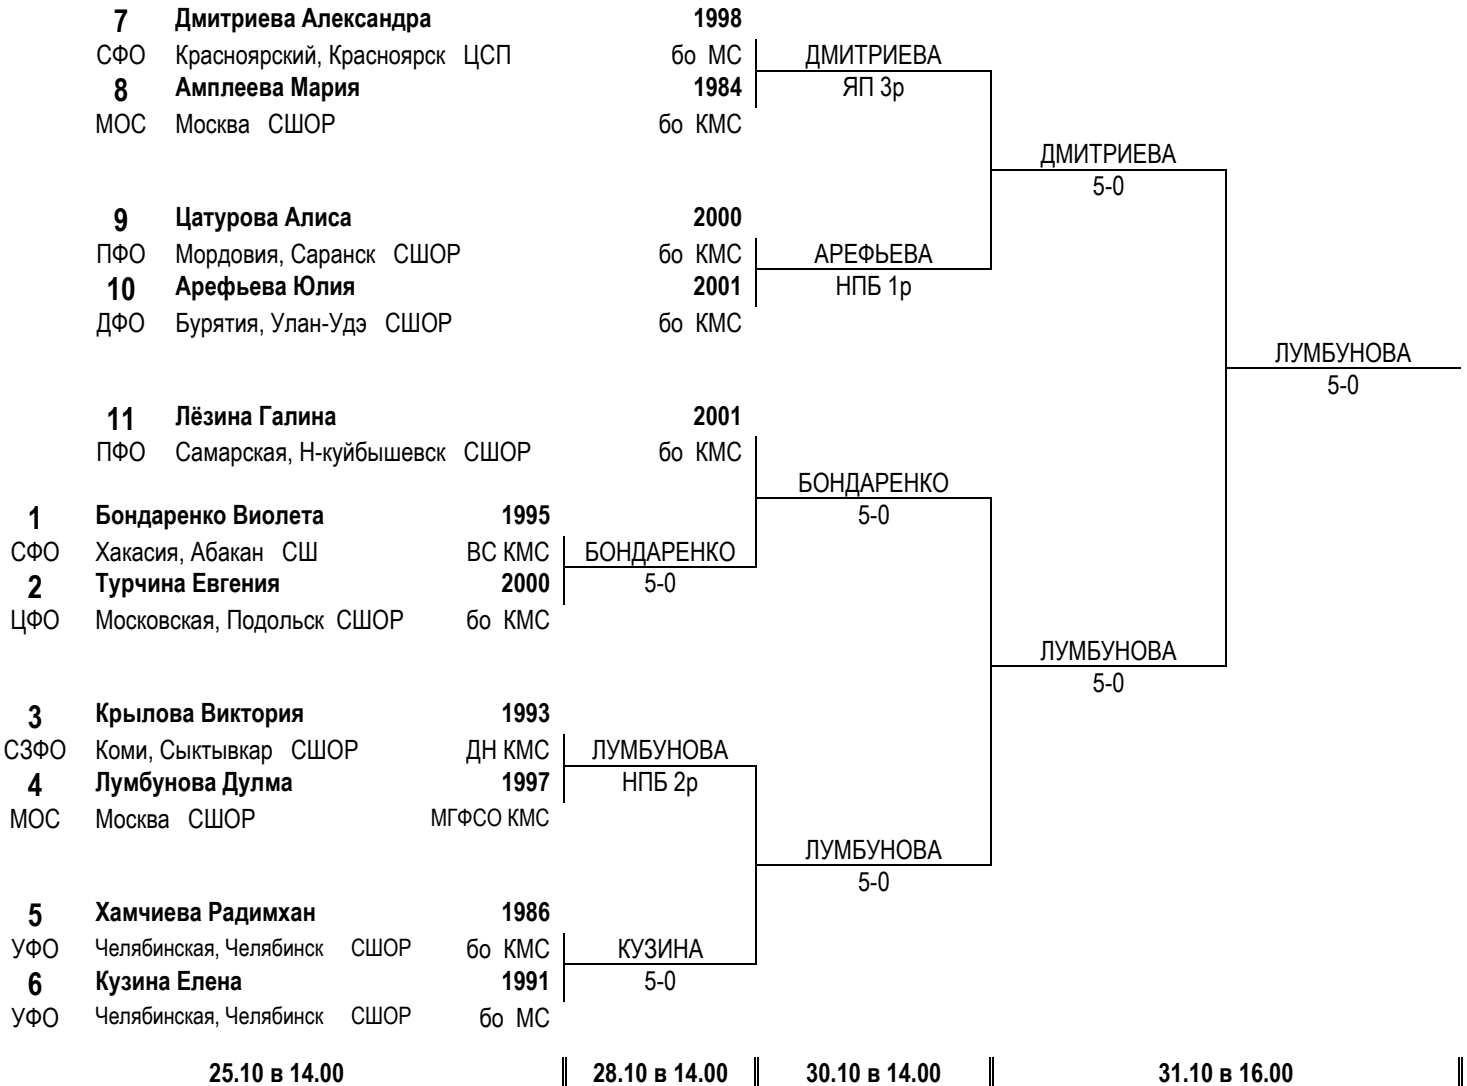 7 Дмитриева Александра 1998
СФО Красноярский, Красноярск ЦСП бо МС ДМИТРИЕВА
8 Амплеева Мария 1984 ЯП 3р
МОС Москва СШОР бо КМС
ДМИТРИЕВА
5-0
9 Цатурова Алиса 2000
ПФО Мордовия, Саранск СШОР бо КМС АРЕФЬЕВА
10 Арефьева Юлия 2001 НПБ 1р
ДФО Бурятия, Улан-Удэ СШОР бо КМС
ЛУМБУНОВА
5-0
11 Лёзина Галина 2001
ПФО Самарская, Н-куйбышевск СШОР бо КМС
БОНДАРЕНКО
1 Бондаренко Виолета 1995 5-0
СФО Хакасия, Абакан СШ ВС КМС БОНДАРЕНКО
2 Турчина Евгения 2000 5-0
ЦФО Московская, Подольск СШОР бо КМС
ЛУМБУНОВА
5-0
3 Крылова Виктория 1993
СЗФО Коми, Сыктывкар СШОР ДН КМС ЛУМБУНОВА
4 Лумбунова Дулма 1997 НПБ 2р
МОС Москва СШОР МГФСО КМС
ЛУМБУНОВА
5-0
5 Хамчиева Радимхан 1986
УФО Челябинская, Челябинск СШОР бо КМС КУЗИНА
6 Кузина Елена 1991 5-0
УФО Челябинская, Челябинск СШОР бо МС
25.10 в 14.00 28.10 в 14.00 30.10 в 14.00 31.10 в 16.00